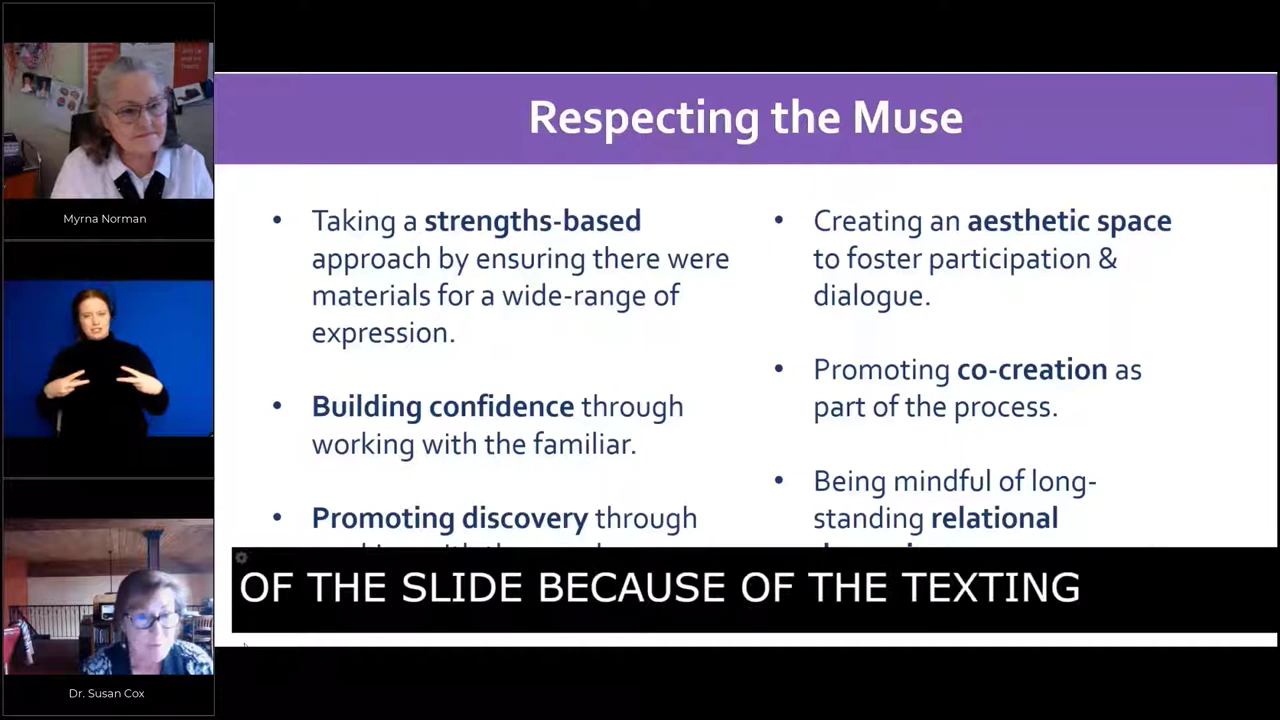 Myrna Norman
Dr. Susan Cox
Respecting the Muse
• Taking a strengths-based
approach by ensuring there were
materials for a wide-range of
expression.
• Building confidence through
working with the familiar.
• Promoting discovery through
• Creating an aesthetic space
to foster participation &
dialogue.
• Promoting co-creation as
part of the process.
• Being mindful of long-
standing relational
OF THE SLIDE BECAUSE OF THE TEXTING